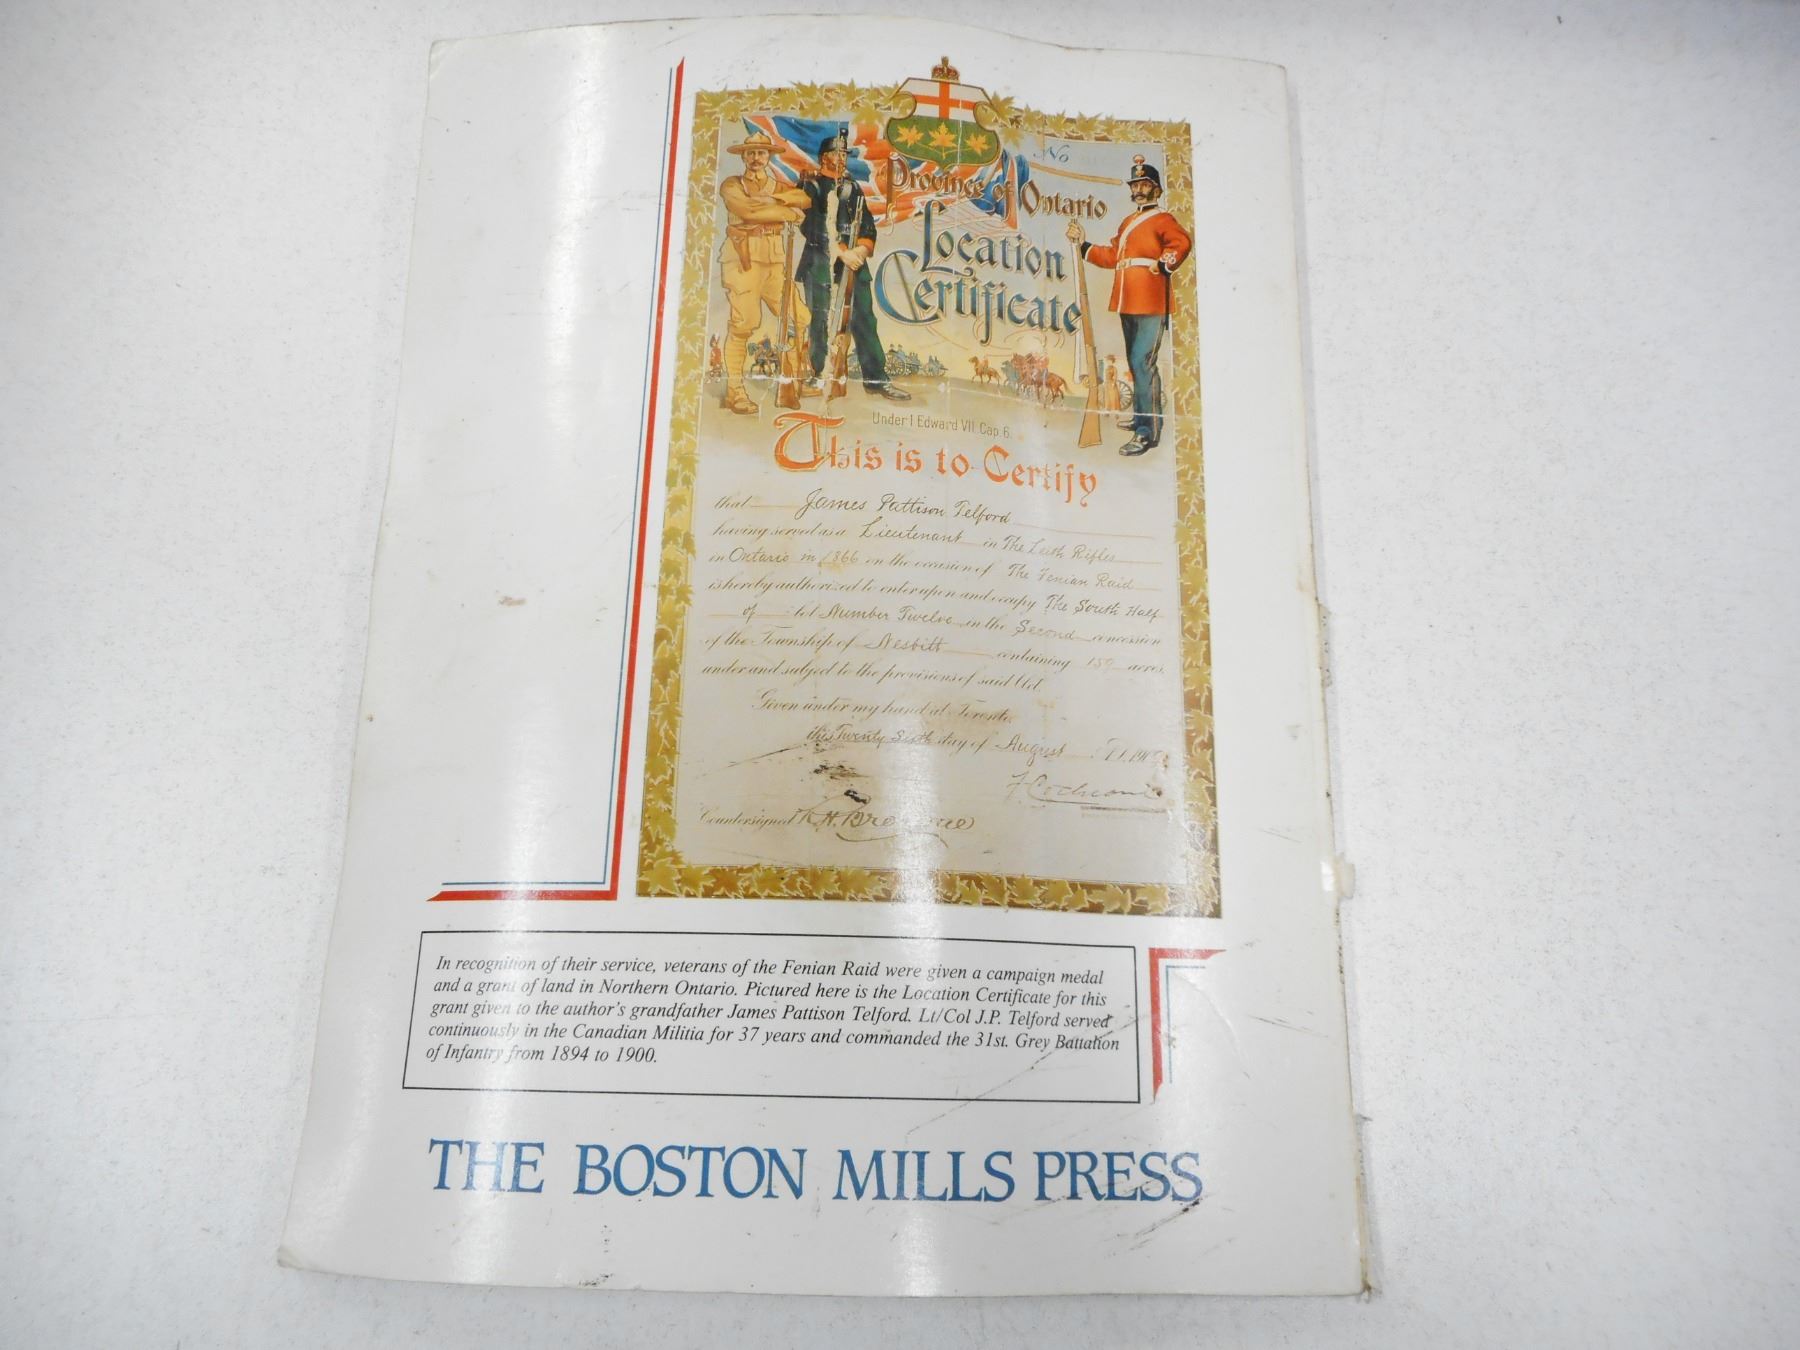 No
Province of Ontario
Location
Certificate
Under 1 Edward VII. Cap. 6.
This is to Certify
that James Pattison Telford
having served as a Lieutenant in The Leith Rifles
in Ontario in 1866 on the occasion of The Fenian Raid
is hereby authorized to enter upon and occupy The South Half
of lot Number Twelve in the Second concession
of the Township of Nesbitt containing 159 acres,
under and subject to the provisions of said Act.
Given under my hand at Toronto
this Twenty Sixth day of August
F Cochrane
Countersigned
In recognition of their service, veterans of the Fenian Raid were given a campaign medal
and a grant of land in Northern Ontario. Pictured here is the Location Certificate for this
grant given to the author's grandfather James Pattison Telford. Lt/Col J.P. Telford served
continuously in the Canadian Militia for 37 years and commanded the 31st. Grey Battalion
of Infantry from 1894 to 1900.
THE BOSTON MILLS PRESS